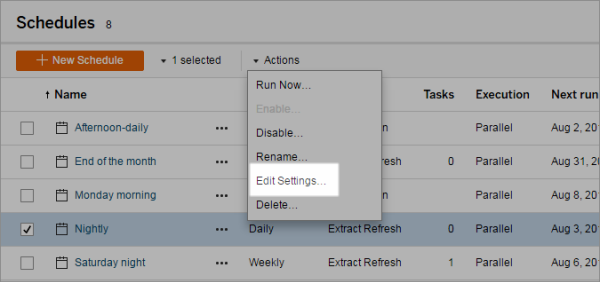 Schedules 8
+ New Schedule 1 selected Actions
Name Tasks Execution Next run
Run Now…
Enable…
Disable…
Rename…
Edit Settings…
Delete…
Afternoon-daily ••• Parallel Aug 2, 20
End of the month ••• Refresh 0 Parallel Aug 31, 20
Monday morning ••• Parallel Aug 8, 20
Nightly ••• Daily Extract Refresh 0 Parallel Aug 3, 20
Saturday night ••• Weekly Extract Refresh 1 Parallel Aug 6, 20